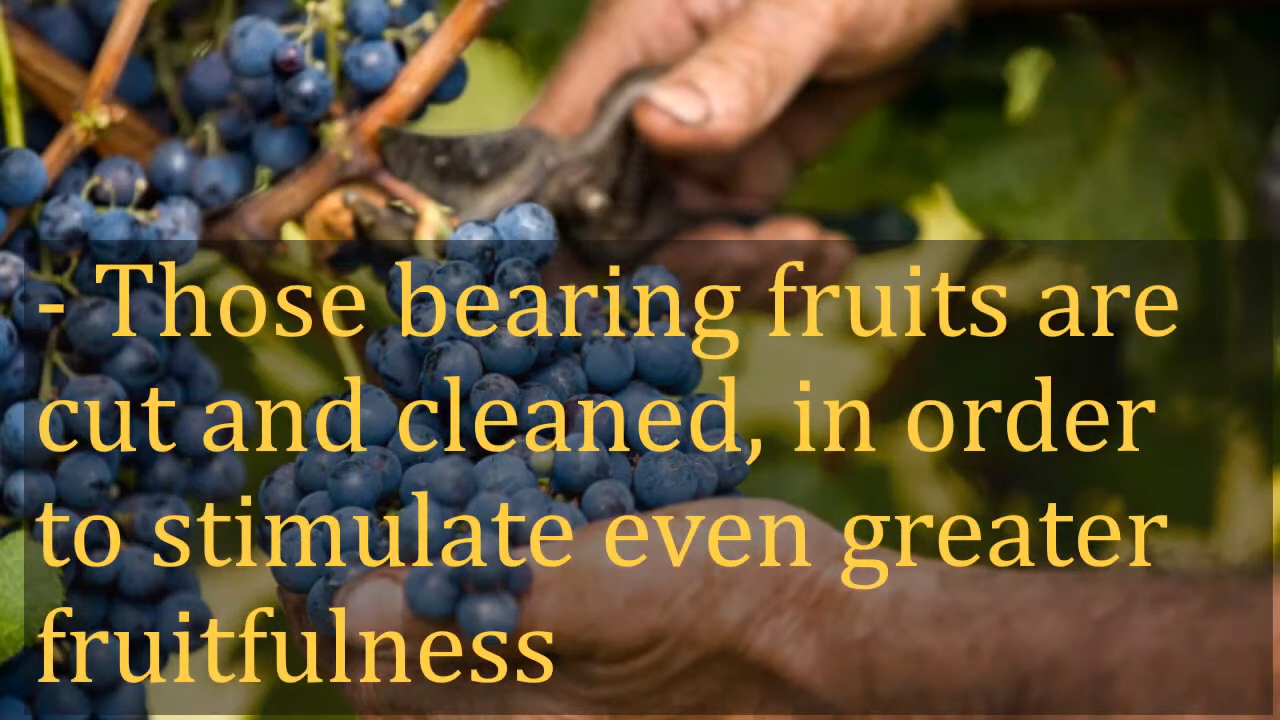 - Those bearing fruits are
cut and cleaned, in order
to stimulate even greater
fruitfulness